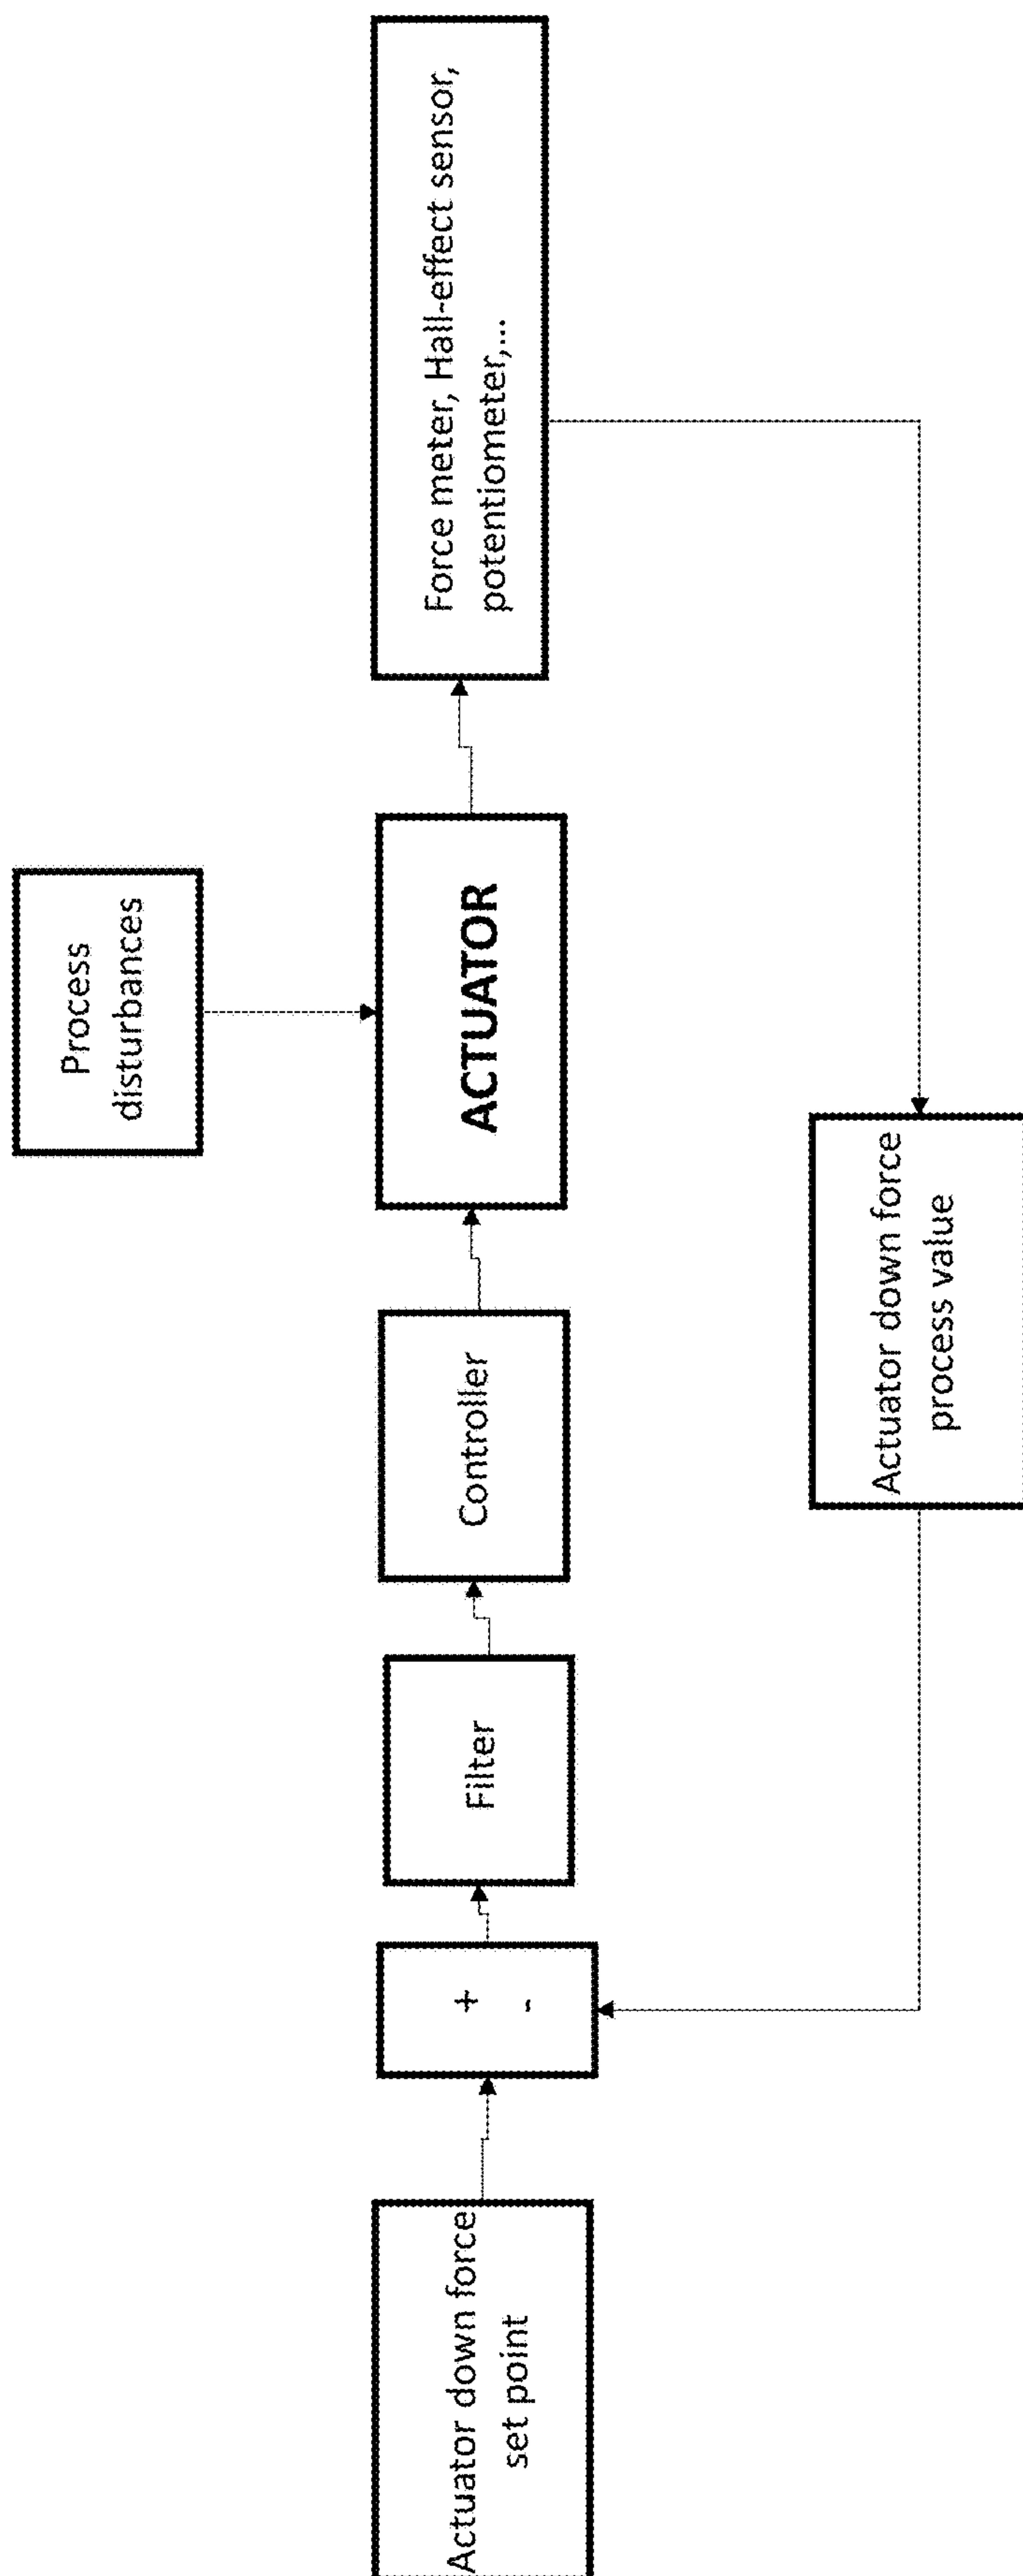 Process
disturbances
Actuator down force
set point
+
-
Filter
Controller
ACTUATOR
Force meter, Hall-effect sensor,
potentiometer,...
Actuator down force
process value